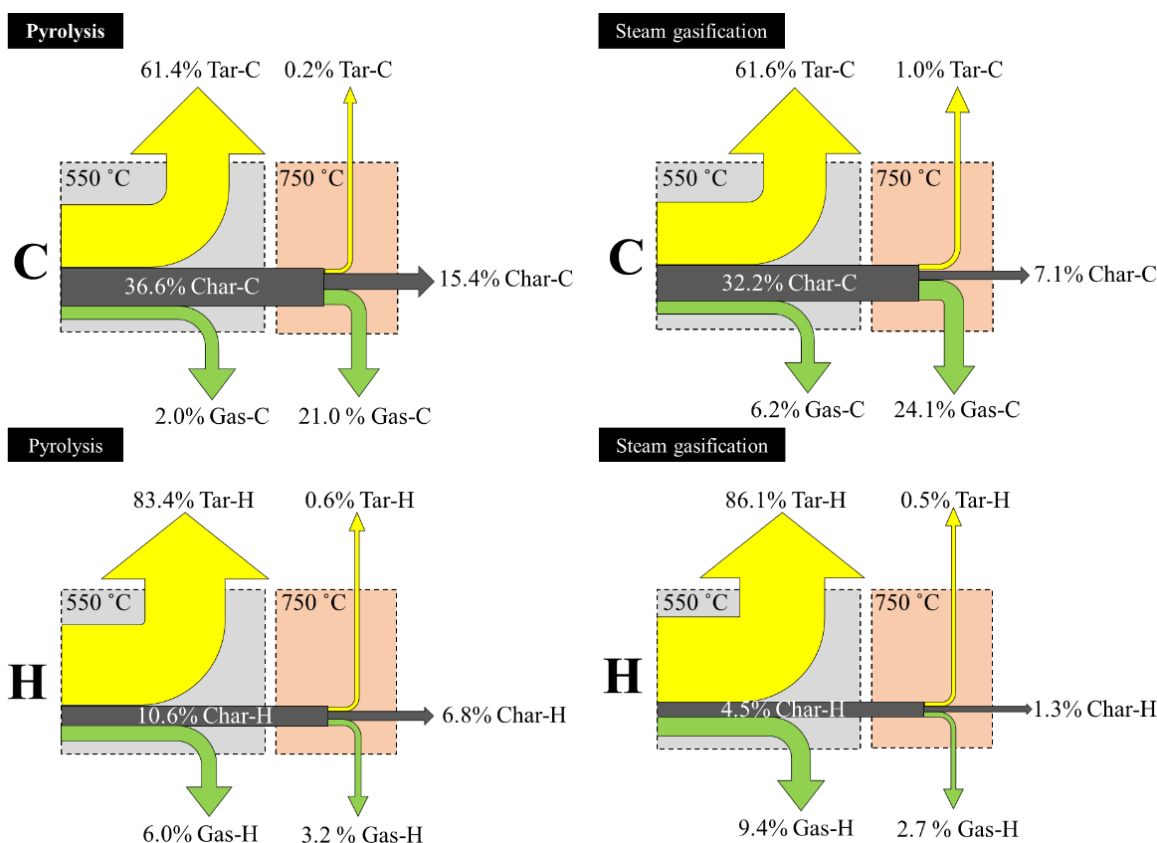 Pyrolysis
61.4% Tar-C
0.2% Tar-C
550 ˚C
750 ˚C
C
36.6% Char-C
15.4% Char-C
2.0% Gas-C
21.0 % Gas-C
Steam gasification
61.6% Tar-C
1.0% Tar-C
550 ˚C
750 ˚C
C
32.2% Char-C
7.1% Char-C
6.2% Gas-C
24.1% Gas-C
Pyrolysis
83.4% Tar-H
0.6% Tar-H
550 ˚C
750 ˚C
H
10.6% Char-H
6.8% Char-H
6.0% Gas-H
3.2 % Gas-H
Steam gasification
86.1% Tar-H
0.5% Tar-H
550 ˚C
750 ˚C
H
4.5% Char-H
1.3% Char-H
9.4% Gas-H
2.7 % Gas-H